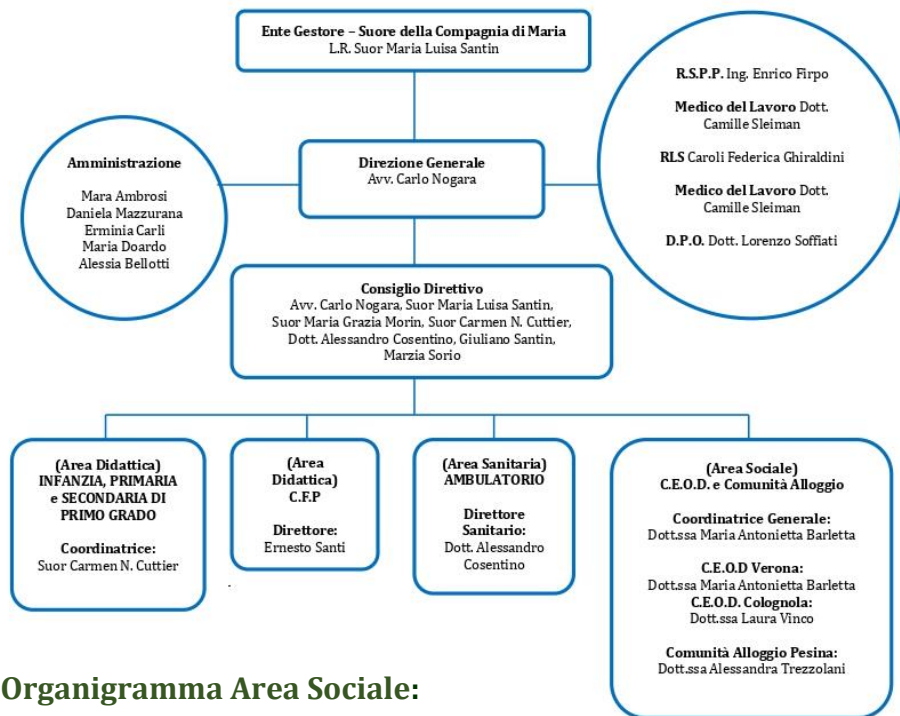 Ente Gestore – Suore della Compagnia di Maria
L.R. Suor Maria Luisa Santin
R.S.P.P. Ing. Enrico Firpo
Medico del Lavoro Dott.
Camille Sleiman
RLS Caroli Federica Ghiraldini
Medico del Lavoro Dott.
Camille Sleiman
D.P.O. Dott. Lorenzo Soffiati
Amministrazione
Mara Ambrosi
Daniela Mazzurana
Erminia Carli
Maria Doardo
Alessia Bellotti
Direzione Generale
Avv. Carlo Nogara
Consiglio Direttivo
Avv. Carlo Nogara, Suor Maria Luisa Santin,
Suor Maria Grazia Morin, Suor Carmen N. Cuttier,
Dott. Alessandro Cosentino, Giuliano Santin,
Marzia Sorio
(Area Didattica)
INFANZIA, PRIMARIA
e SECONDARIA DI
PRIMO GRADO
Coordinatrice:
Suor Carmen N. Cuttier
(Area
Didattica)
C.F.P
Direttore:
Ernesto Santi
(Area Sanitaria)
AMBULATORIO
Direttore
Sanitario:
Dott. Alessandro
Cosentino
(Area Sociale)
C.E.O.D. e Comunità Alloggio
Coordinatrice Generale:
Dott.ssa Maria Antonietta Barletta
C.E.O.D Verona:
Dott.ssa Maria Antonietta Barletta
C.E.O.D. Colognola:
Dott.ssa Laura Vinco
Comunità Alloggio Pesina:
Dott.ssa Alessandra Trezzolani
Organigramma Area Sociale: